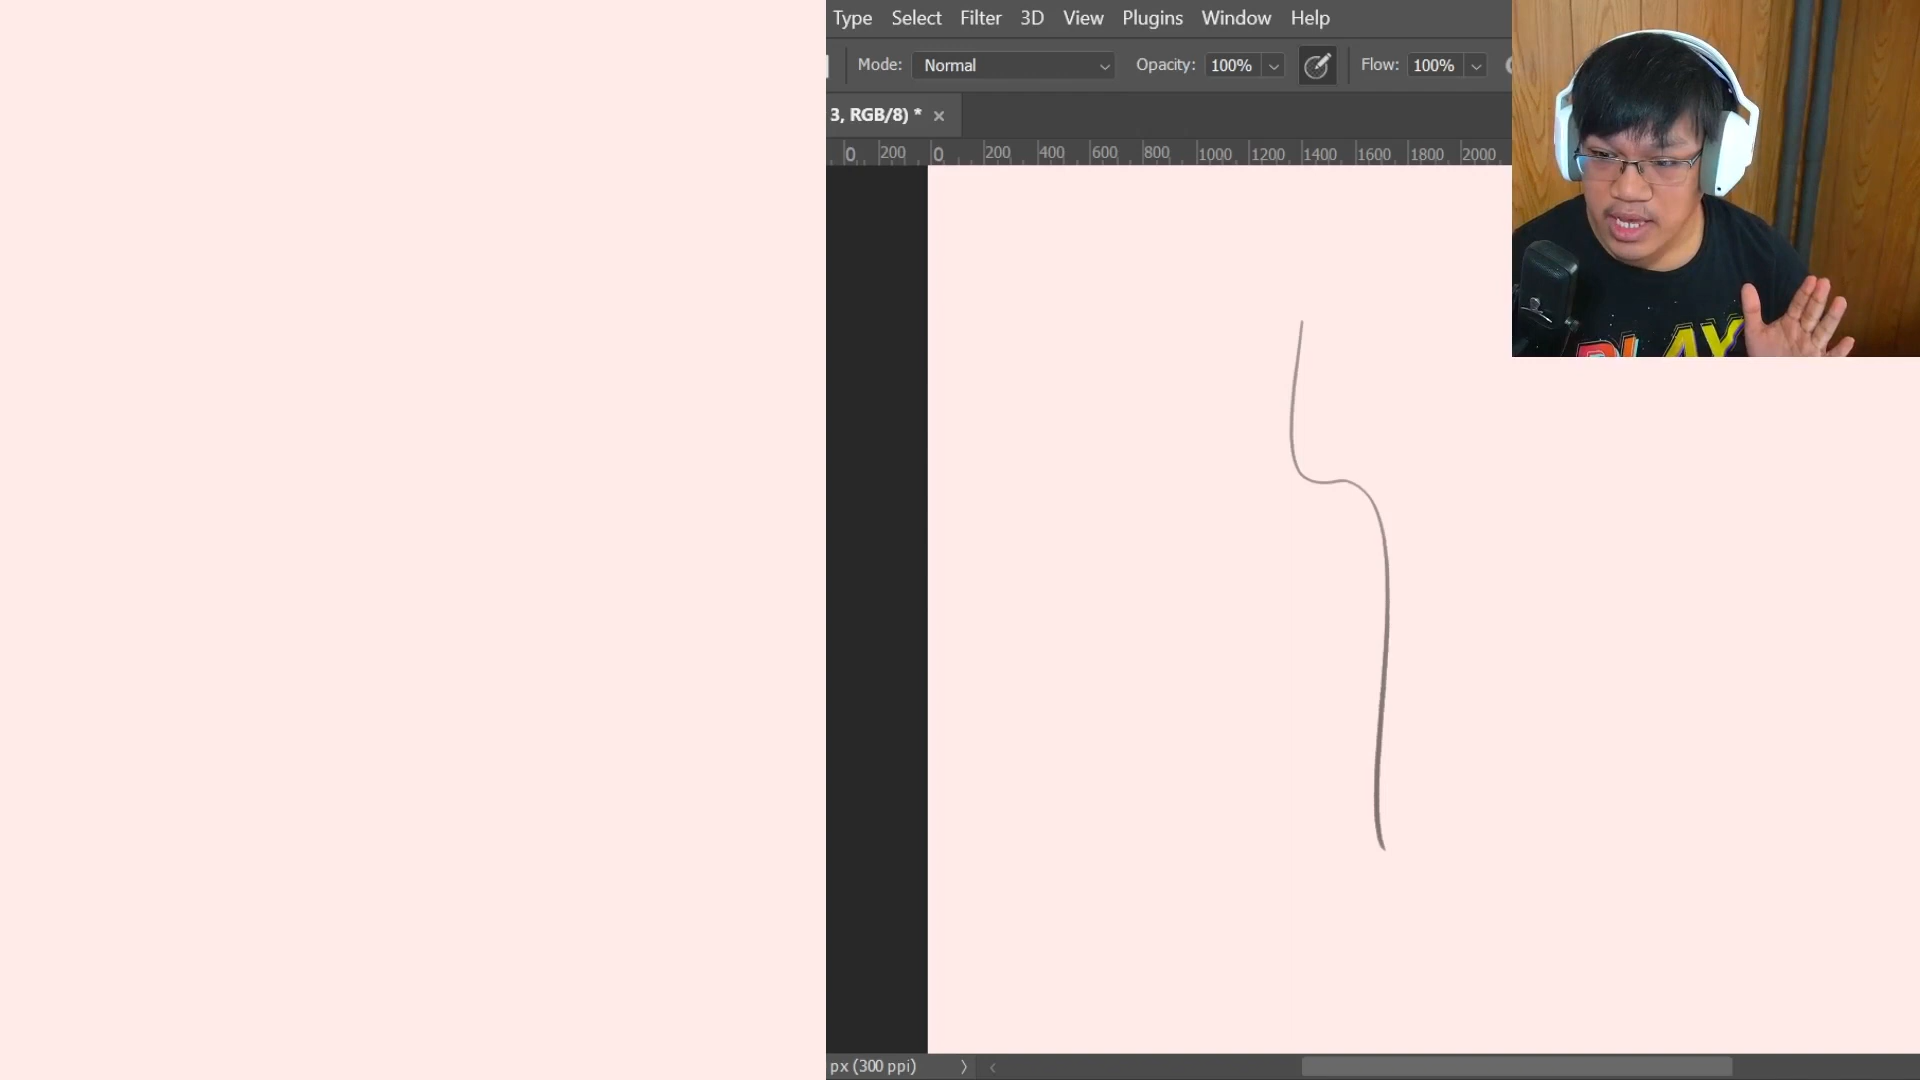 Type Select Filter 3D View Plugins Window Help
Mode: Normal Opacity: 100% Flow: 100%
3, RGB/8) * ×
0 200 0 200 400 600 800 1000 1200 1400 1600 1800 2000
PLAY
px (300 ppi)